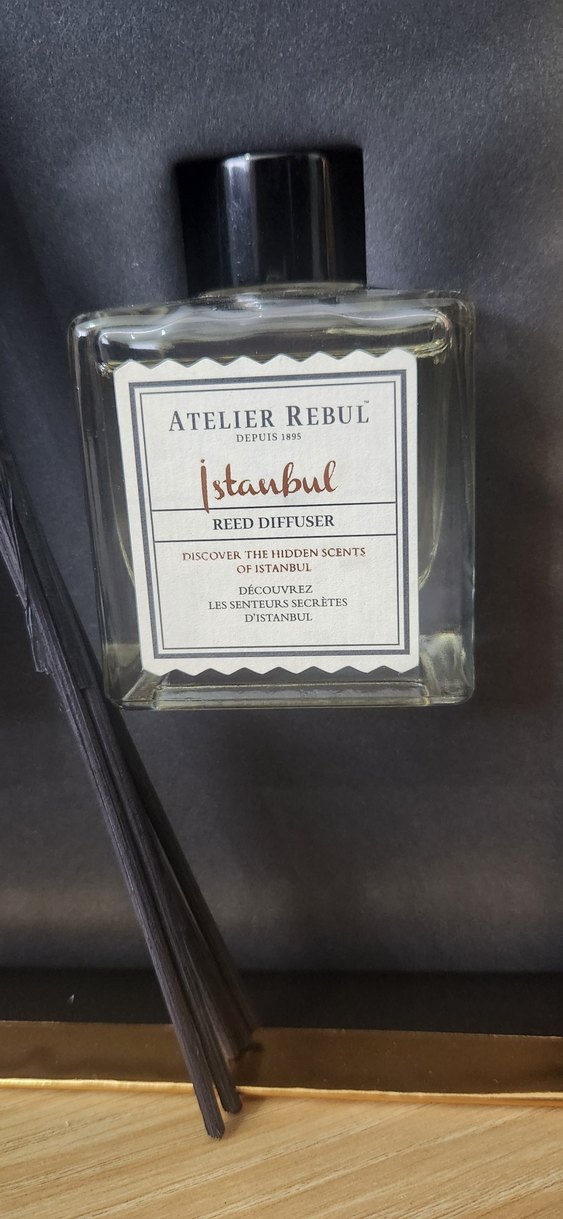 ATELIER REBUL™
DEPUIS 1895
İstanbul
REED DIFFUSER
DISCOVER THE HIDDEN SCENTS
OF ISTANBUL
DÉCOUVREZ
LES SENTEURS SECRÈTES
D'ISTANBUL